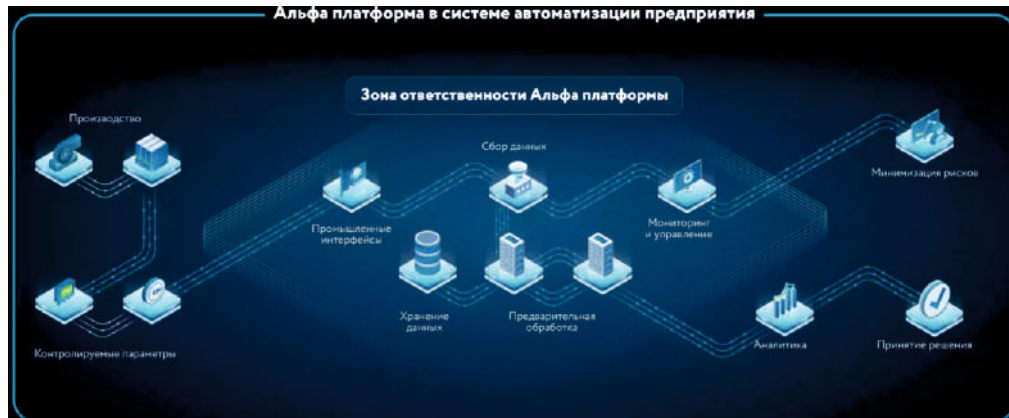 Альфа платформа в системе автоматизации предприятия
Зона ответственности Альфа платформы
Производство
Сбор данных
Минимизация рисков
Промышленные
интерфейсы
Мониторинг
и управление
Хранение
данных
Предварительная
обработка
Контролируемые параметры
Аналитика
Принятие решения